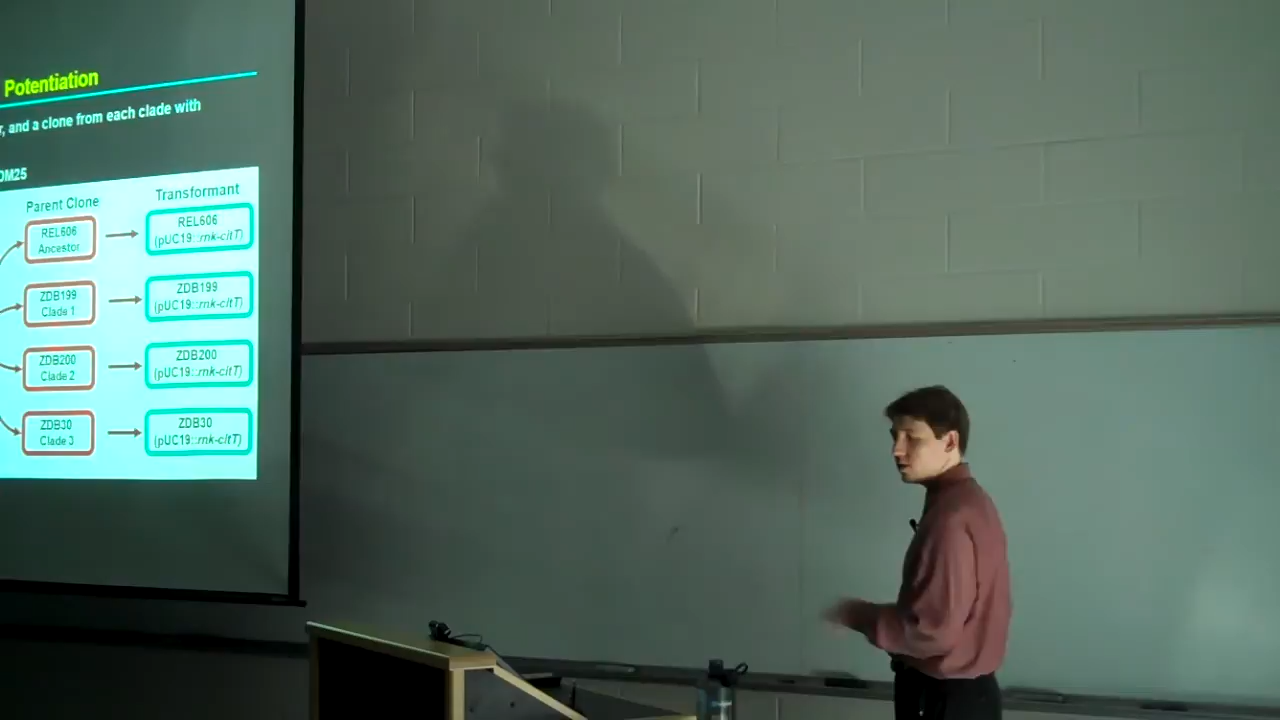 Potentiation
r, and a clone from each clade with
DM25
Parent Clone
Transformant
REL606
Ancestor
REL606
(pUC19::rnk-citT)
ZDB199
Clade 1
ZDB199
(pUC19::rnk-citT)
ZDB200
Clade 2
ZDB200
(pUC19::rnk-citT)
ZDB30
Clade 3
ZDB30
(pUC19::rnk-citT)